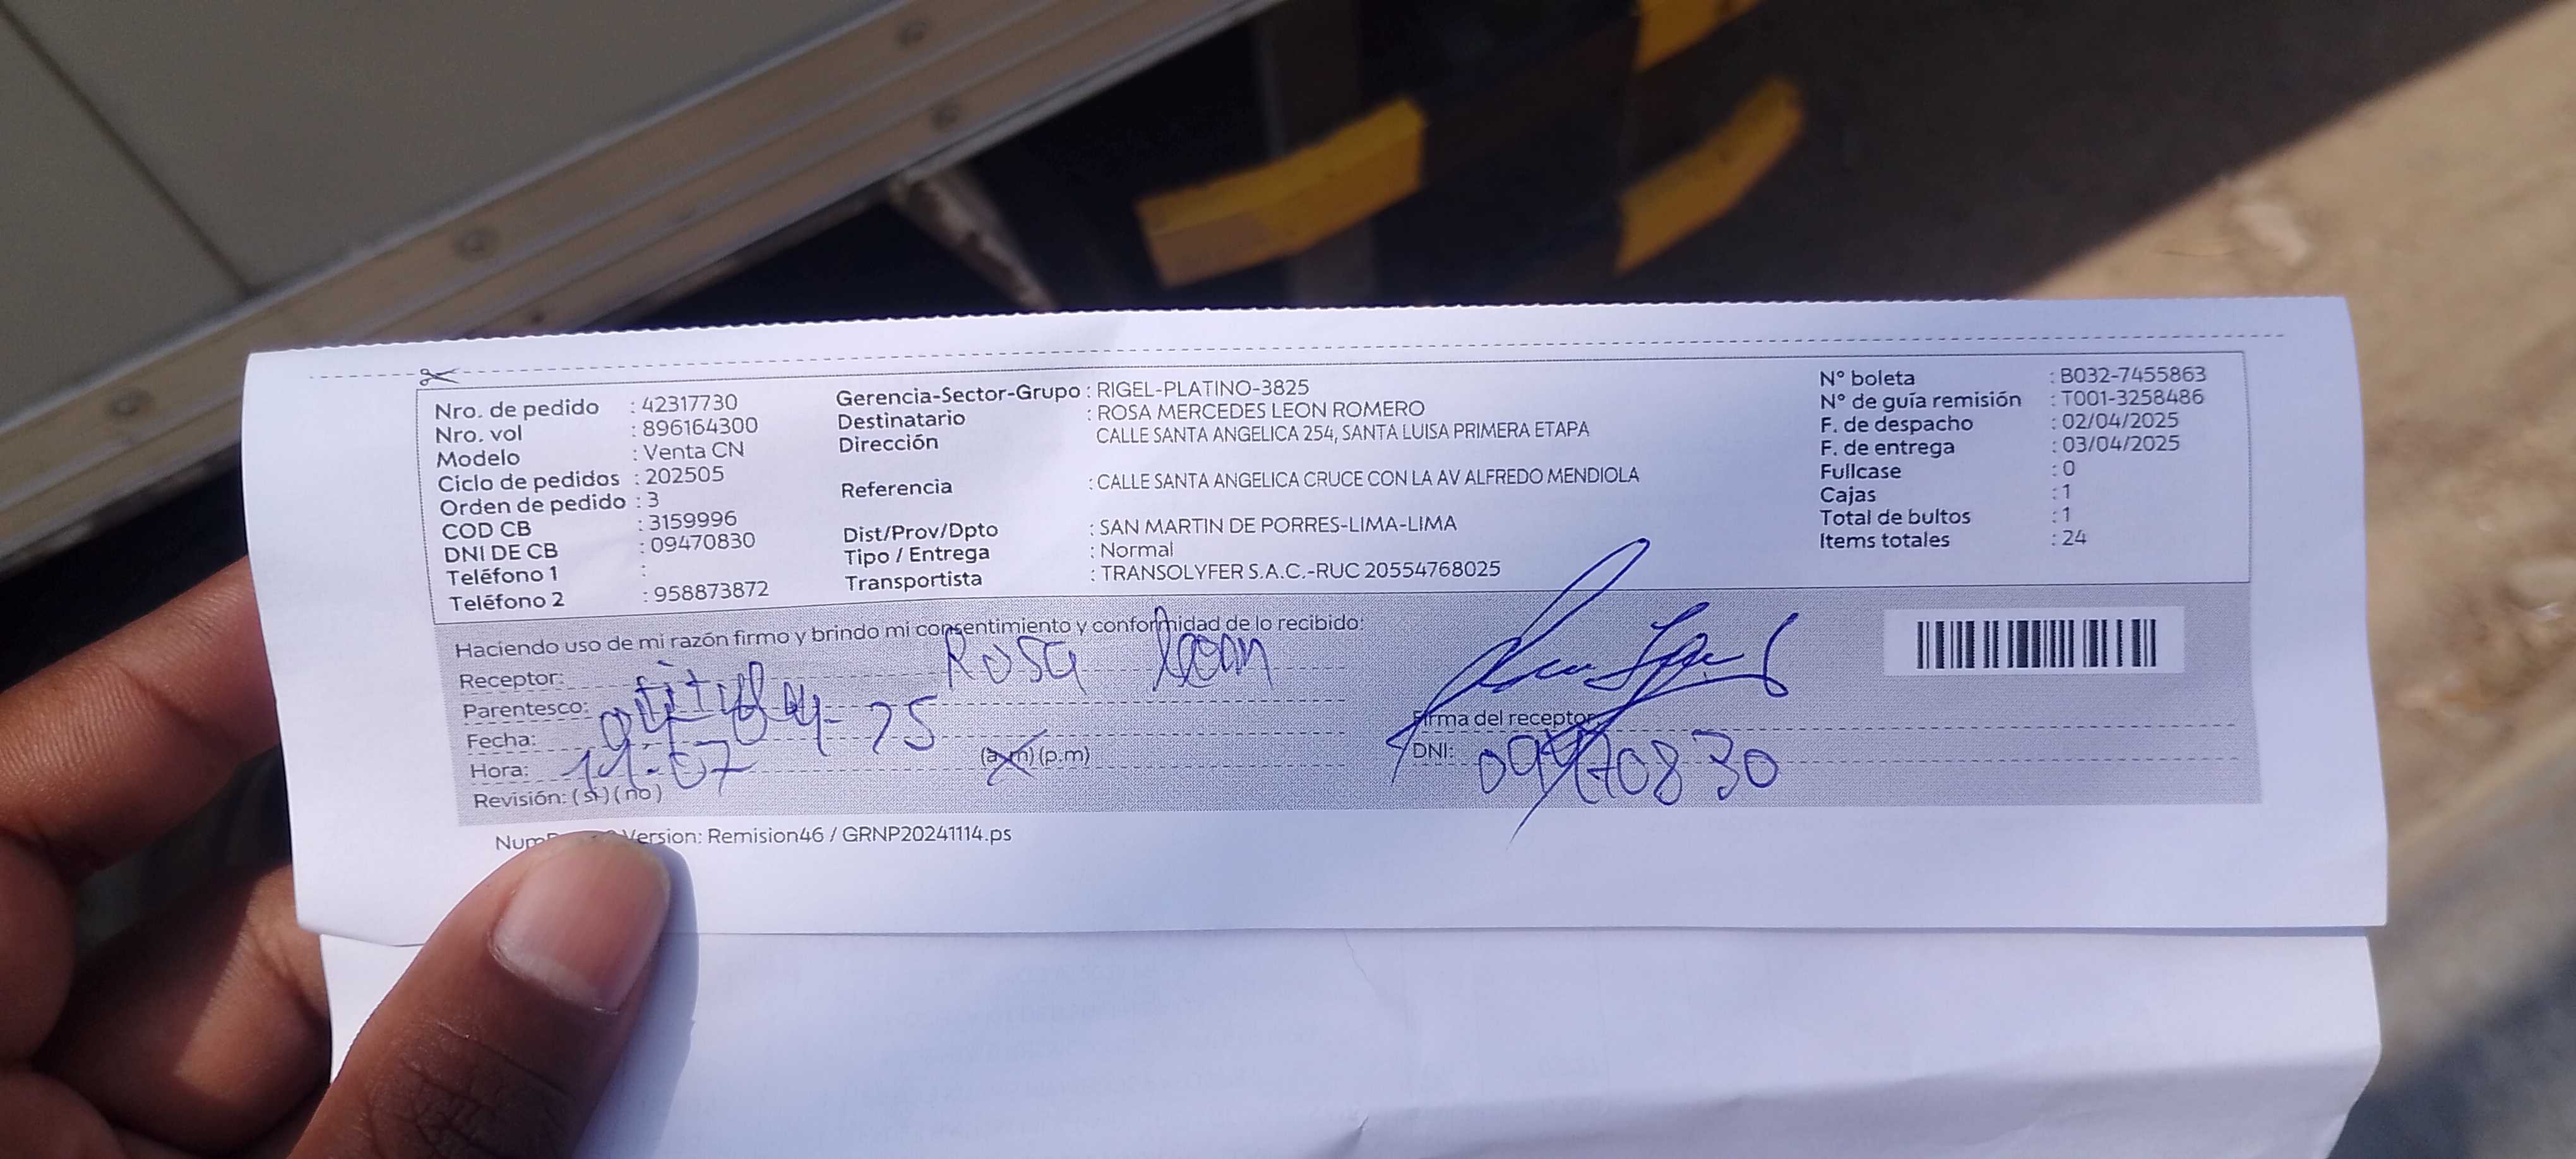 Nro. de pedido : 42317730
Nro. vol : 896164300
Modelo : Venta CN
Ciclo de pedidos : 202505
Orden de pedido : 3
COD CB : 3159996
DNI DE CB : 09470830
Teléfono 1 :
Teléfono 2 : 958873872
Gerencia-Sector-Grupo : RIGEL-PLATINO-3825
Destinatario : ROSA MERCEDES LEON ROMERO
Dirección CALLE SANTA ANGELICA 254, SANTA LUISA PRIMERA ETAPA
Referencia : CALLE SANTA ANGELICA CRUCE CON LA AV ALFREDO MENDIOLA
Dist/Prov/Dpto : SAN MARTIN DE PORRES-LIMA-LIMA
Tipo / Entrega : Normal
Transportista : TRANSOLYFER S.A.C.-RUC 20554768025
N° boleta : B032-7455863
N° de guía remisión : T001-3258486
F. de despacho : 02/04/2025
F. de entrega : 03/04/2025
Fullcase : 0
Cajas : 1
Total de bultos : 1
Items totales : 24
Haciendo uso de mi razón firmo y brindo mi consentimiento y conformidad de lo recibido:
Receptor: Rosa leon
Parentesco: titular
Fecha:
Hora: (a.m) (p.m)
Revisión: (si) (no)
Firma del receptor
DNI: 09470830
Version: Remision46 / GRNP20241114.ps